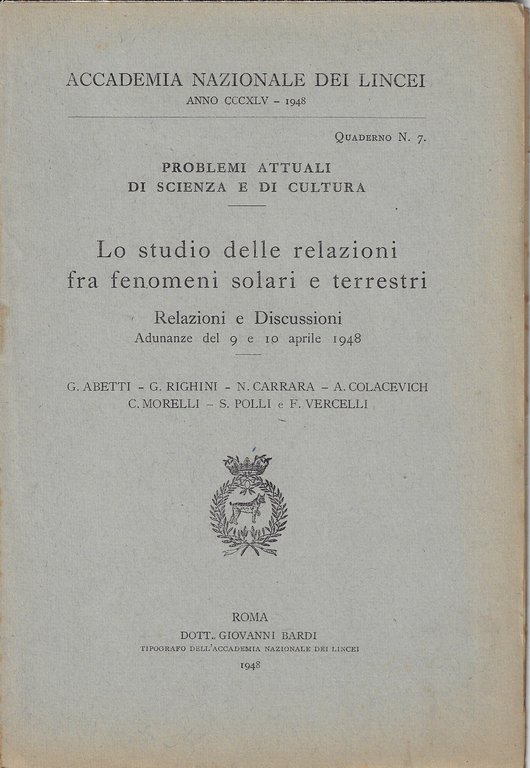 ACCADEMIA NAZIONALE DEI LINCEI
ANNO CCCXLV – 1948
QUADERNO N. 7.
PROBLEMI ATTUALI
DI SCIENZA E DI CULTURA
Lo studio delle relazioni
fra fenomeni solari e terrestri
Relazioni e Discussioni
Adunanze del 9 e 10 aprile 1948
G. ABETTI – G. RIGHINI – N. CARRARA – A. COLACEVICH
C. MORELLI – S. POLLI e F. VERCELLI
ROMA
DOTT. GIOVANNI BARDI
TIPOGRAFO DELL'ACCADEMIA NAZIONALE DEI LINCEI
1948